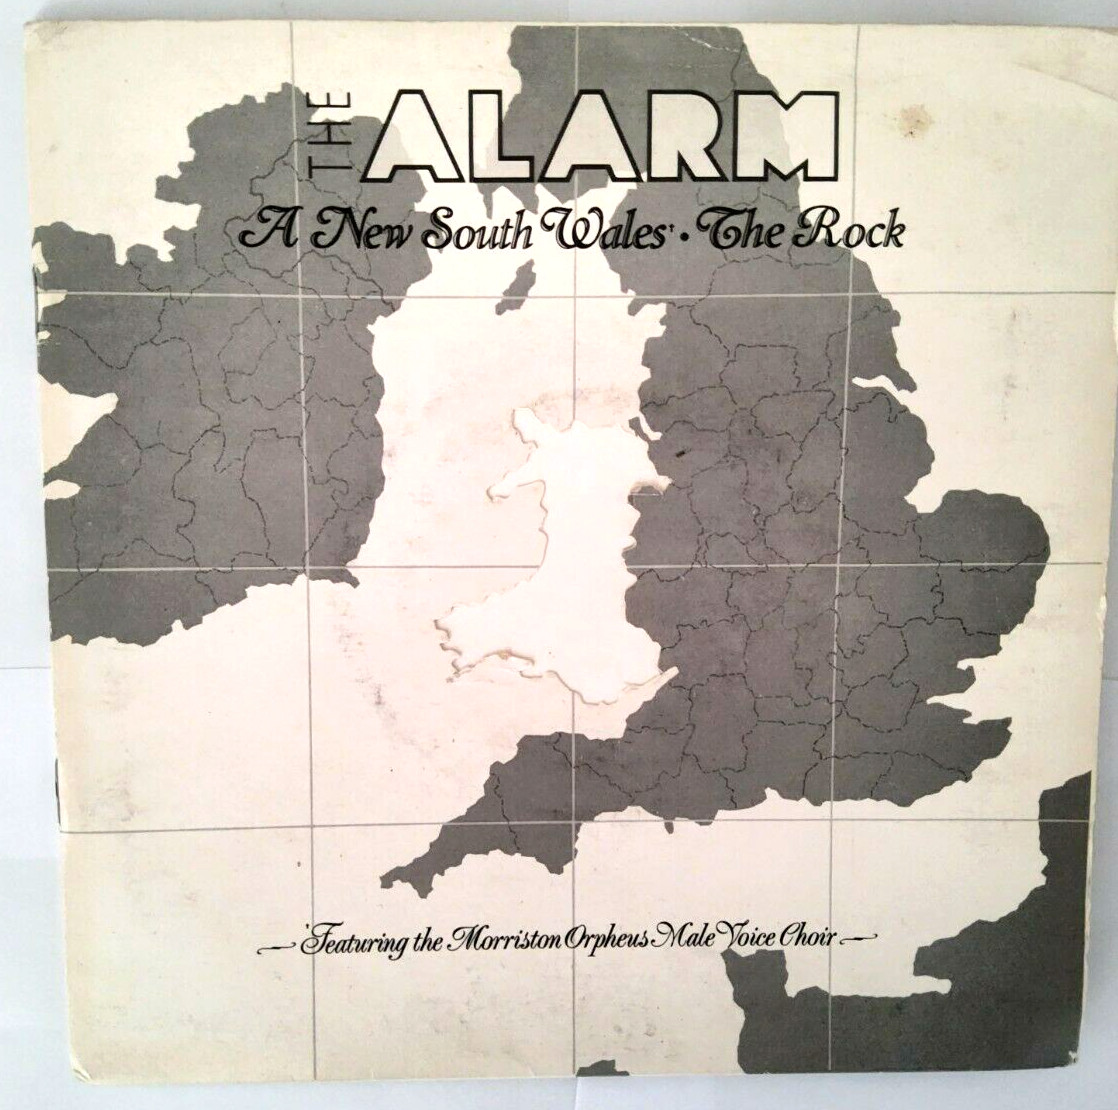 THE ALARM
A New South Wales† • The Rock
Featuring the Morriston Orpheus Male Voice Choir